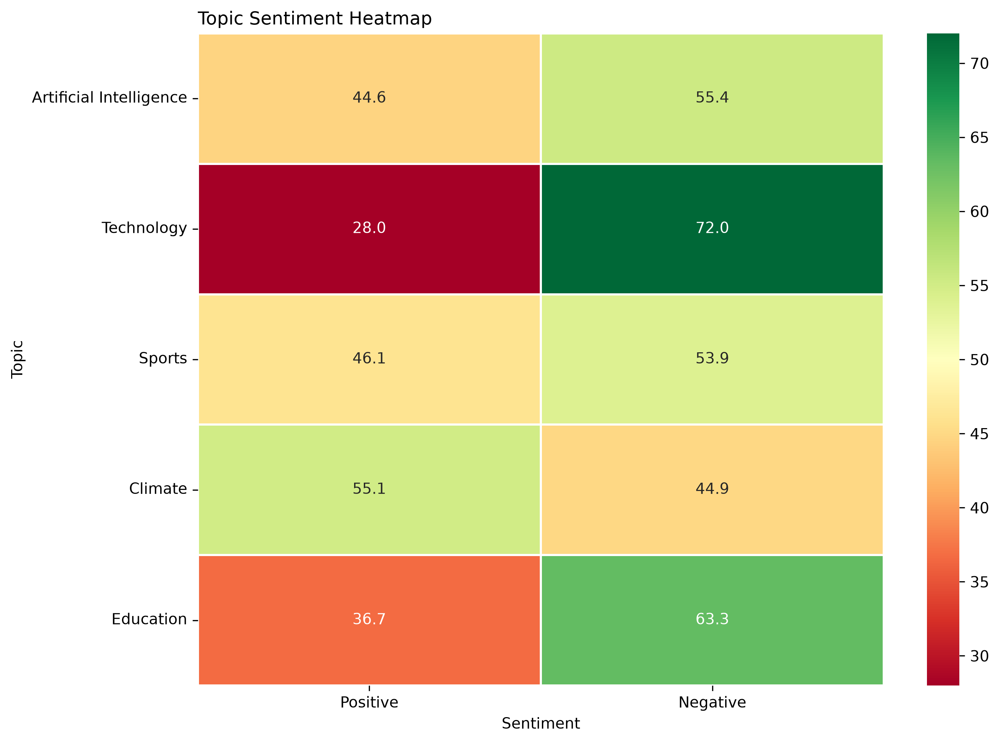 Topic Sentiment Heatmap
Artificial Intelligence 44.6 55.4
Technology 28.0 72.0
Sports 46.1 53.9
Climate 55.1 44.9
Education 36.7 63.3
Positive Negative
Sentiment
Topic
70
65
60
55
50
45
40
35
30